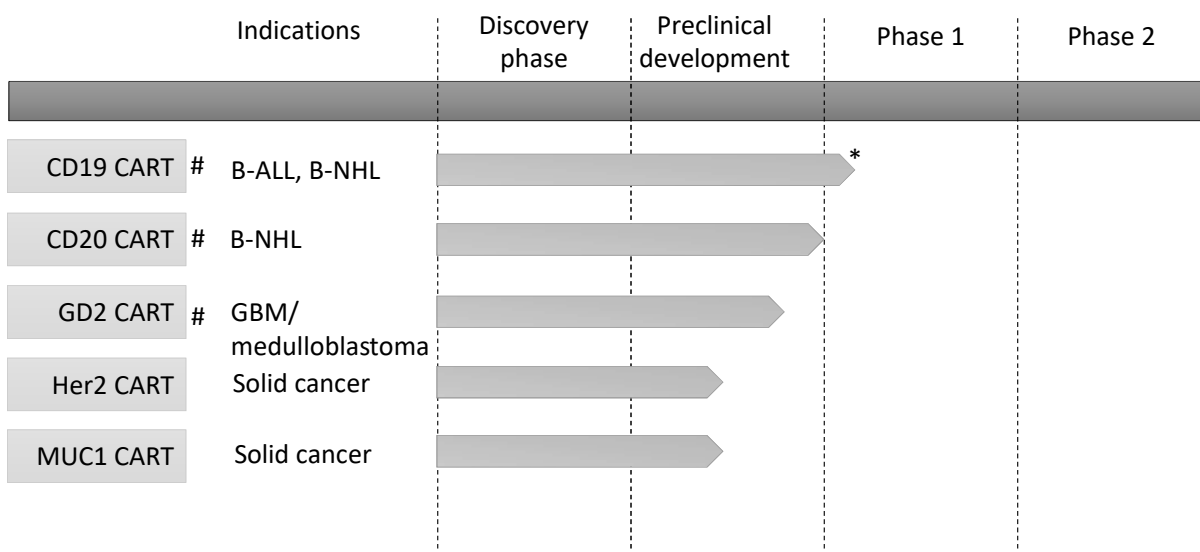 Indications
Discovery
phase
Preclinical
development
Phase 1
Phase 2
CD19 CART # B-ALL, B-NHL *
CD20 CART # B-NHL
GD2 CART # GBM/
medulloblastoma
Her2 CART Solid cancer
MUC1 CART Solid cancer